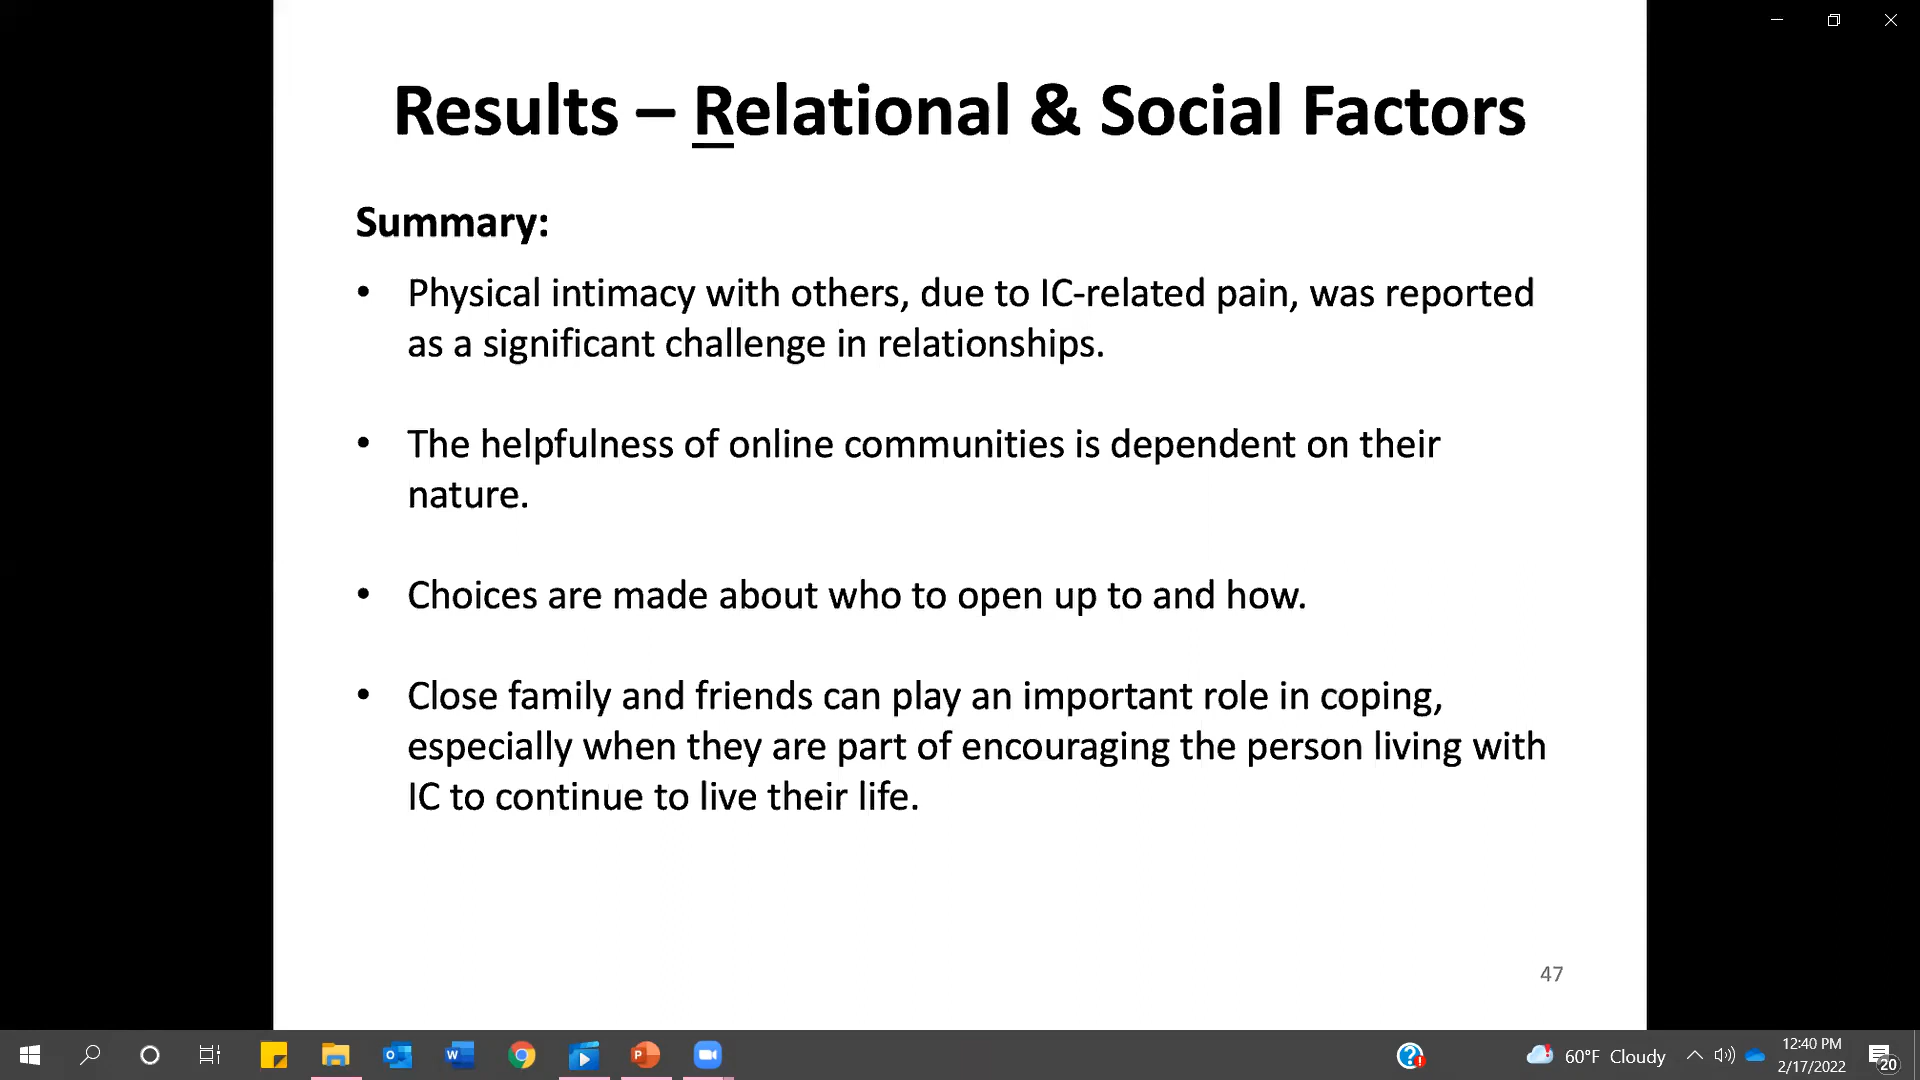 Results – Relational & Social Factors
Summary:
• Physical intimacy with others, due to IC-related pain, was reported
as a significant challenge in relationships.
• The helpfulness of online communities is dependent on their
nature.
• Choices are made about who to open up to and how.
• Close family and friends can play an important role in coping,
especially when they are part of encouraging the person living with
IC to continue to live their life.
47
60°F Cloudy
12:40 PM
2/17/2022
20